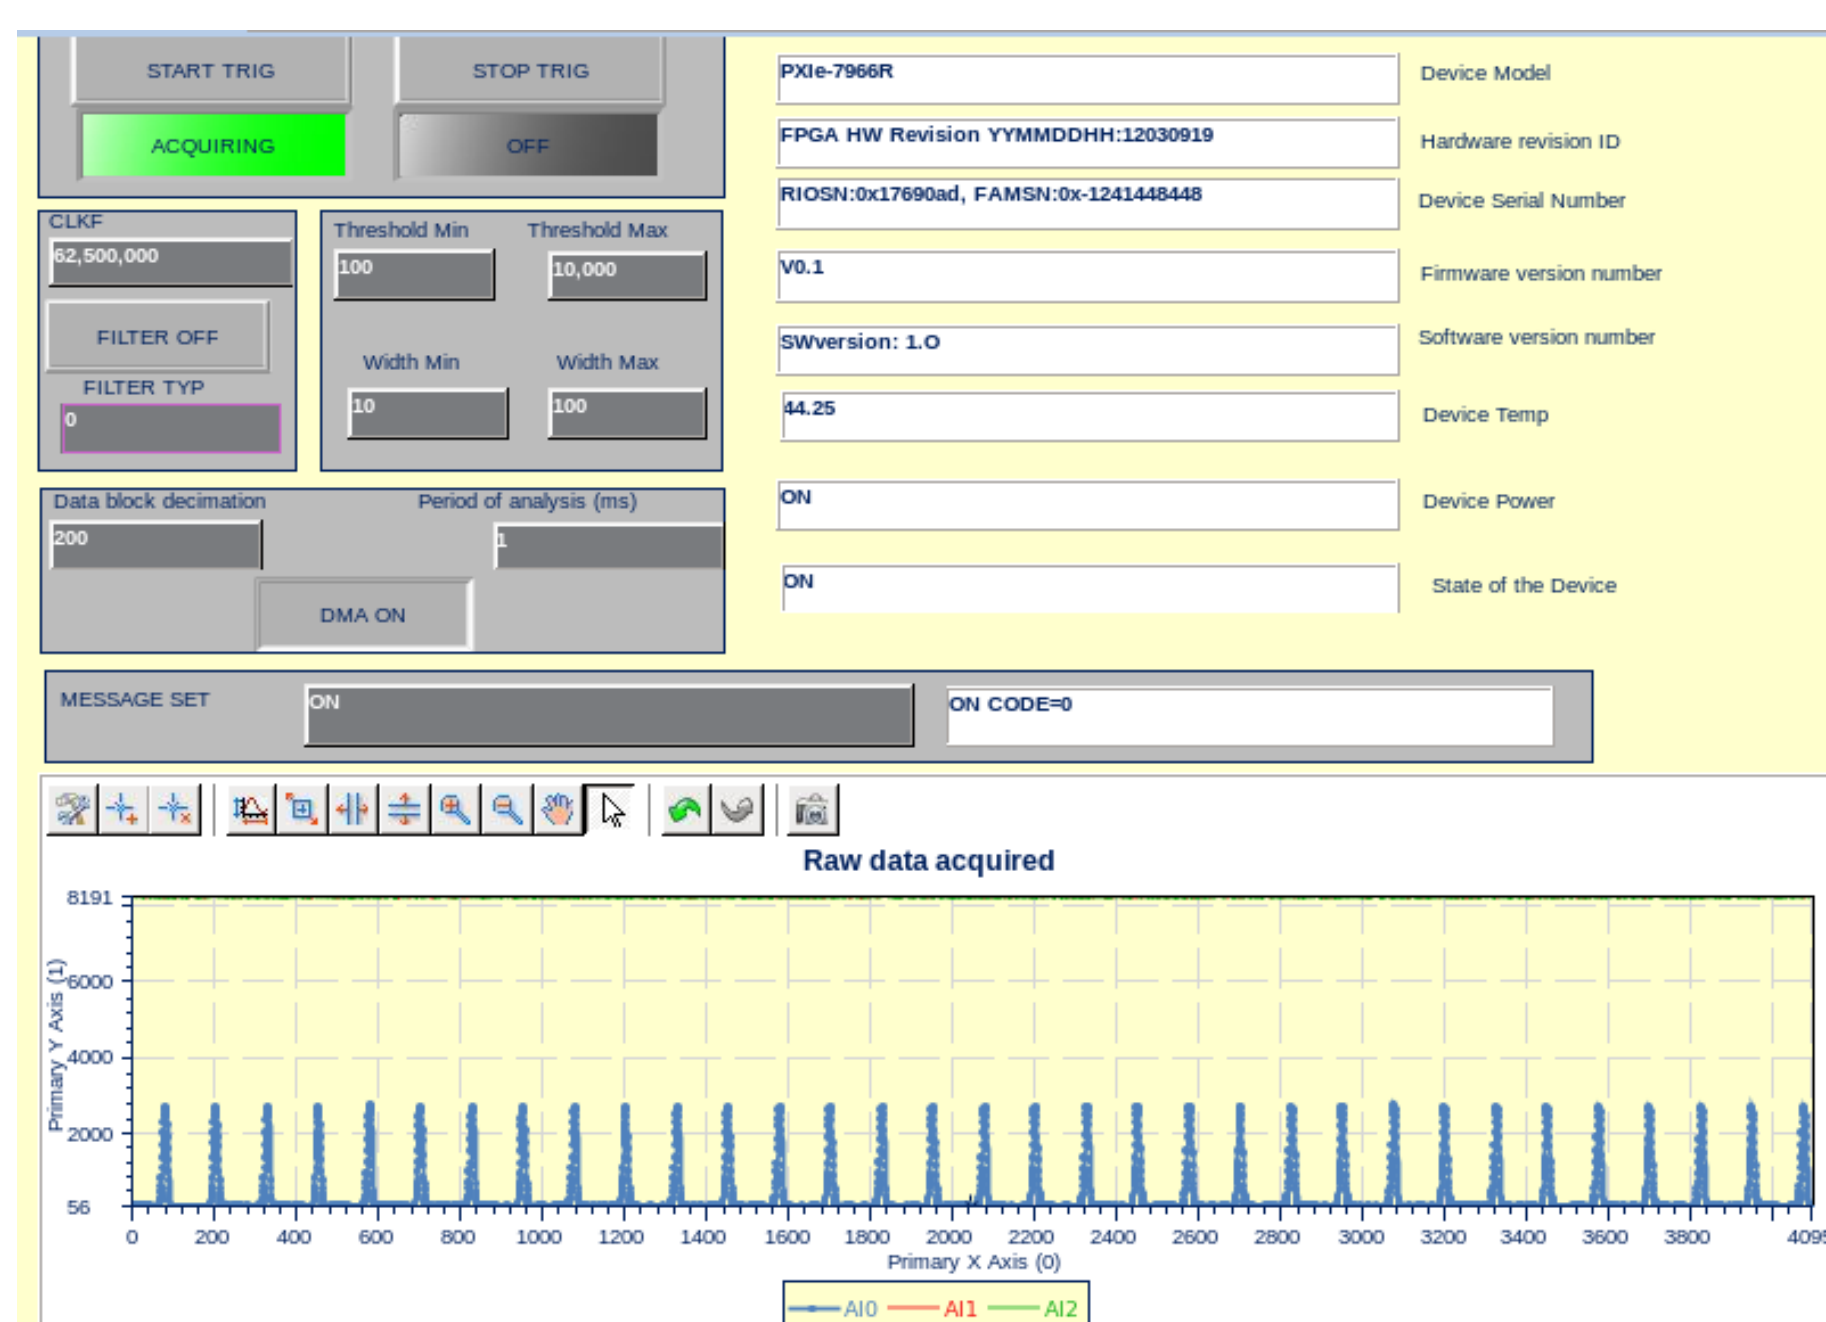 START TRIG
STOP TRIG
ACQUIRING
OFF
PXIe-7966R
Device Model
FPGA HW Revision YYMMDDHH:12030919
Hardware revision ID
RIOSN:0x17690ad, FAMSN:0x-1241448448
Device Serial Number
CLKF
62,500,000
Threshold Min
Threshold Max
100
10,000
V0.1
Firmware version number
FILTER OFF
SWversion: 1.O
Software version number
FILTER TYP
0
Width Min
Width Max
10
100
44.25
Device Temp
Data block decimation
Period of analysis (ms)
200
1
ON
Device Power
DMA ON
ON
State of the Device
MESSAGE SET
ON
ON CODE=0
Raw data acquired
Primary Y Axis (1)
8191
6000
4000
2000
56
0 200 400 600 800 1000 1200 1400 1600 1800 2000 2200 2400 2600 2800 3000 3200 3400 3600 3800 4095
Primary X Axis (0)
AI0 AI1 AI2